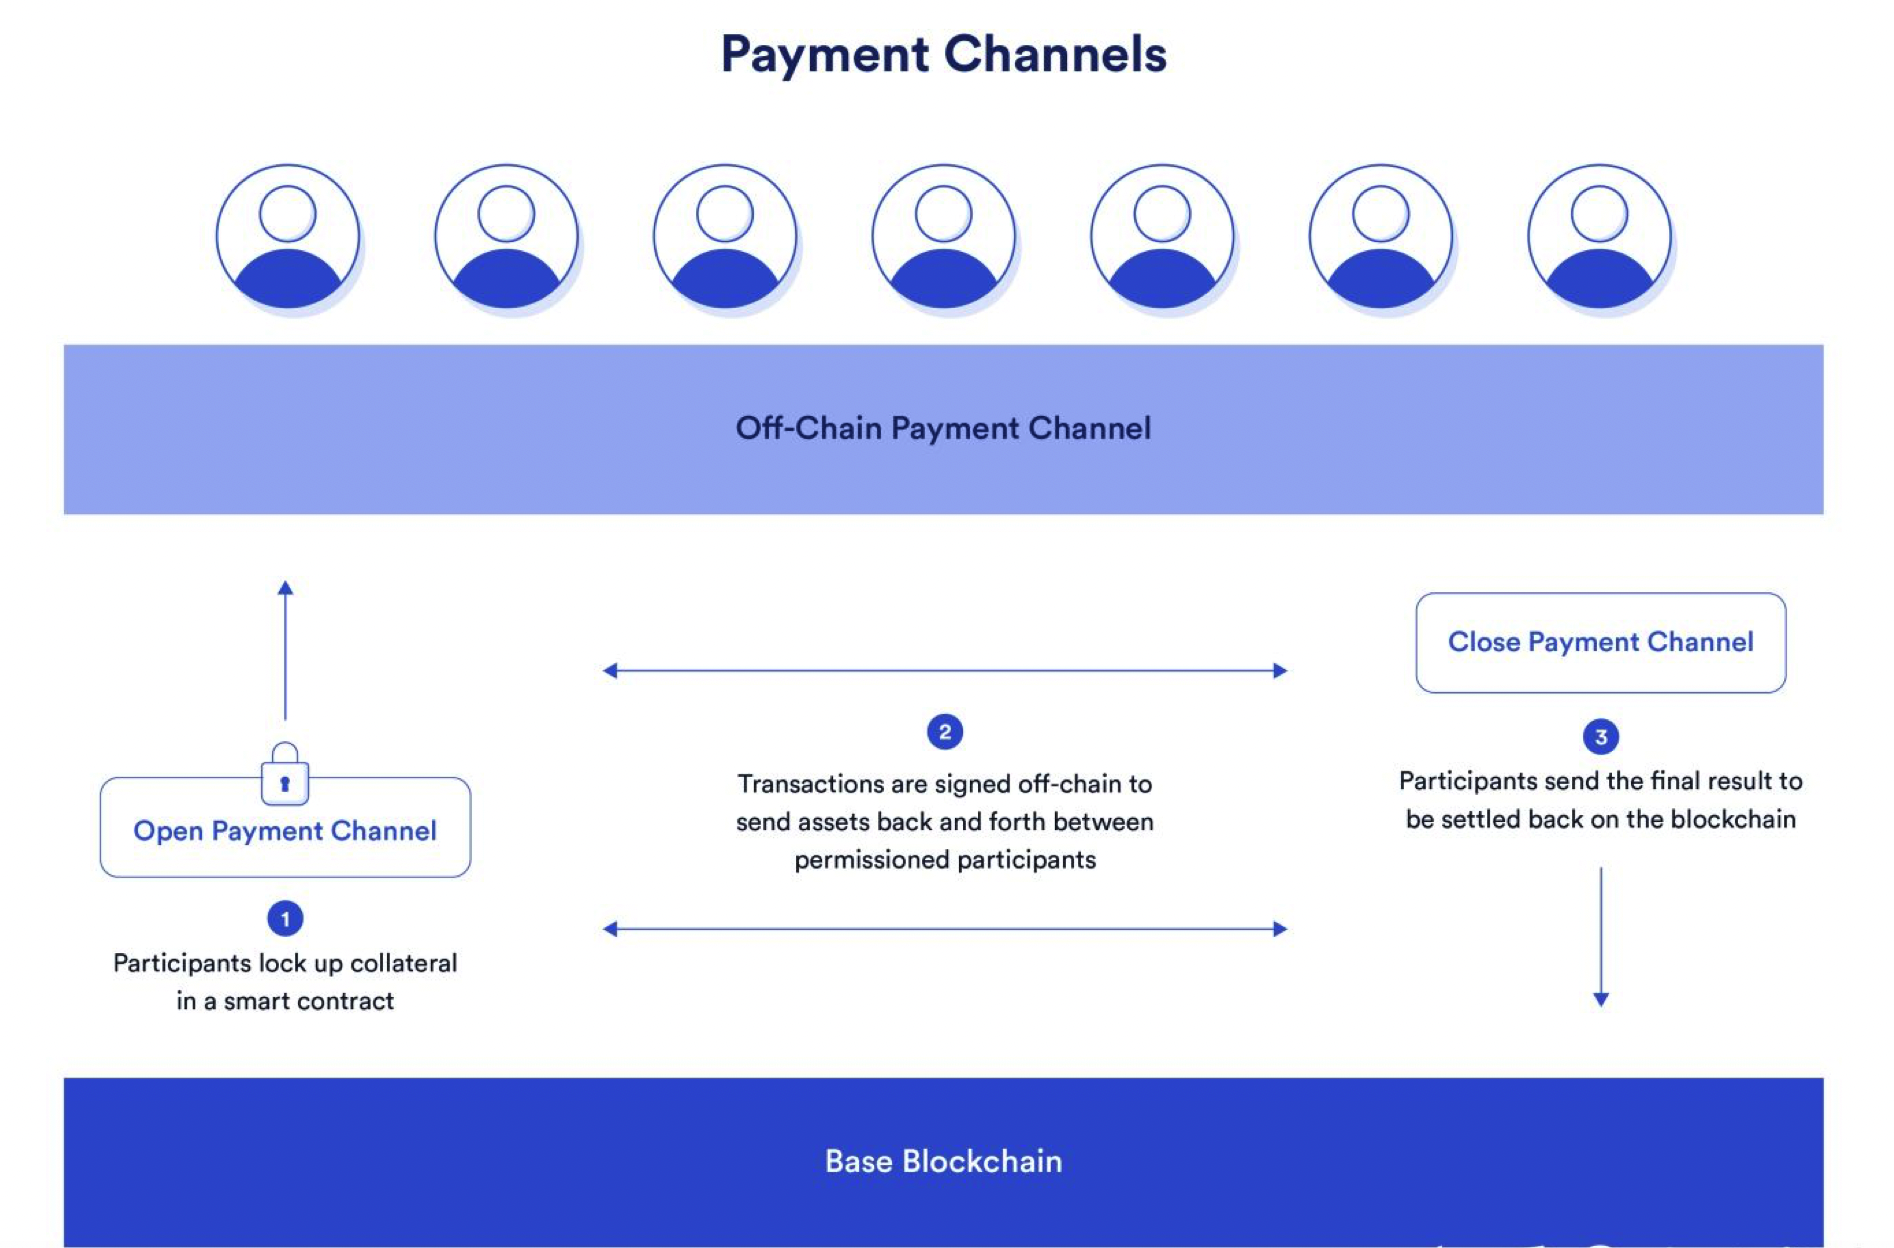 Payment Channels
Off-Chain Payment Channel
Open Payment Channel
1
Participants lock up collateral
in a smart contract
2
Transactions are signed off-chain to
send assets back and forth between
permissioned participants
Close Payment Channel
3
Participants send the final result to
be settled back on the blockchain
Base Blockchain